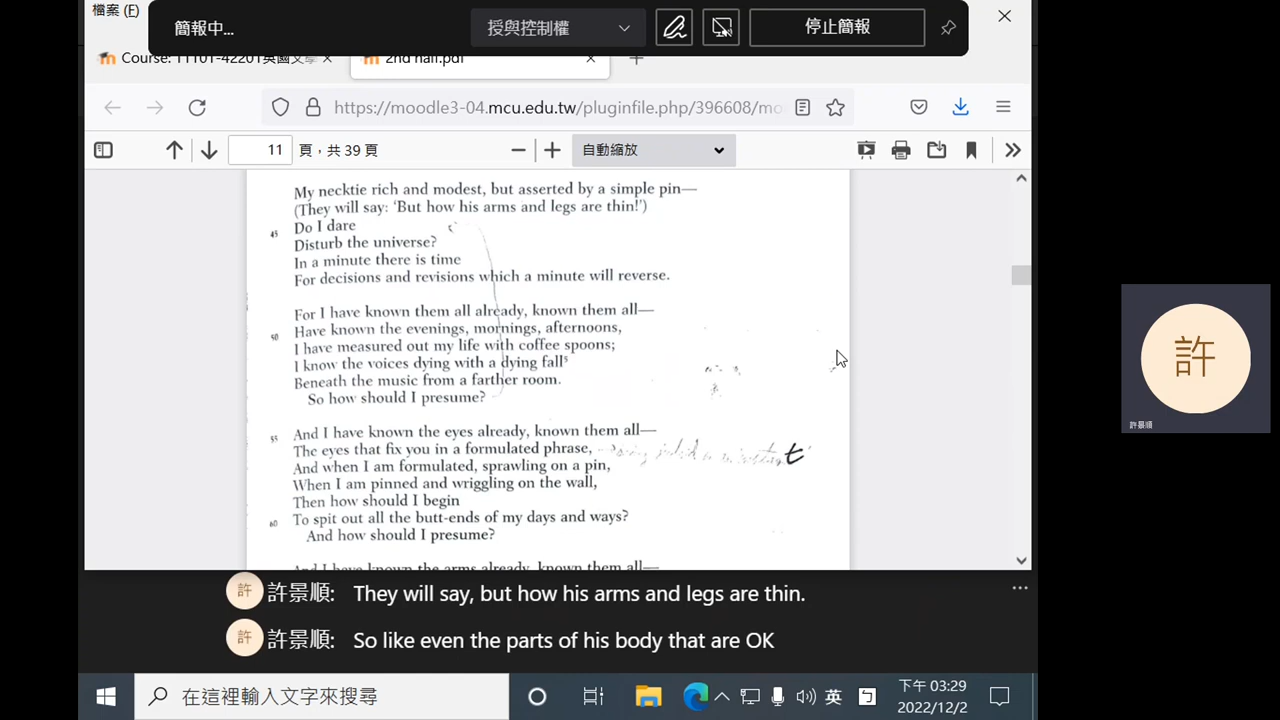 檔案 (F)
簡報中...
授與控制權
停止簡報
Course: 11101-42201英國文學
2nd half.pdf
https://moodle3-04.mcu.edu.tw/pluginfile.php/396608/mo
11 頁，共 39 頁
自動縮放
My necktie rich and modest, but asserted by a simple pin—
(They will say: 'But how his arms and legs are thin!')
45 Do I dare
Disturb the universe?
In a minute there is time
For decisions and revisions which a minute will reverse.
For I have known them all already, known them all—
50 Have known the evenings, mornings, afternoons,
I have measured out my life with coffee spoons;
I know the voices dying with a dying fall5
Beneath the music from a farther room.
So how should I presume?
55 And I have known the eyes already, known them all—
The eyes that fix you in a formulated phrase,
And when I am formulated, sprawling on a pin,
When I am pinned and wriggling on the wall,
Then how should I begin
60 To spit out all the butt-ends of my days and ways?
And how should I presume?
And I have known the arms already, known them all—
許
許景順
許 許景順: They will say, but how his arms and legs are thin.
許 許景順: So like even the parts of his body that are OK
在這裡輸入文字來搜尋
英
下午 03:29
2022/12/2